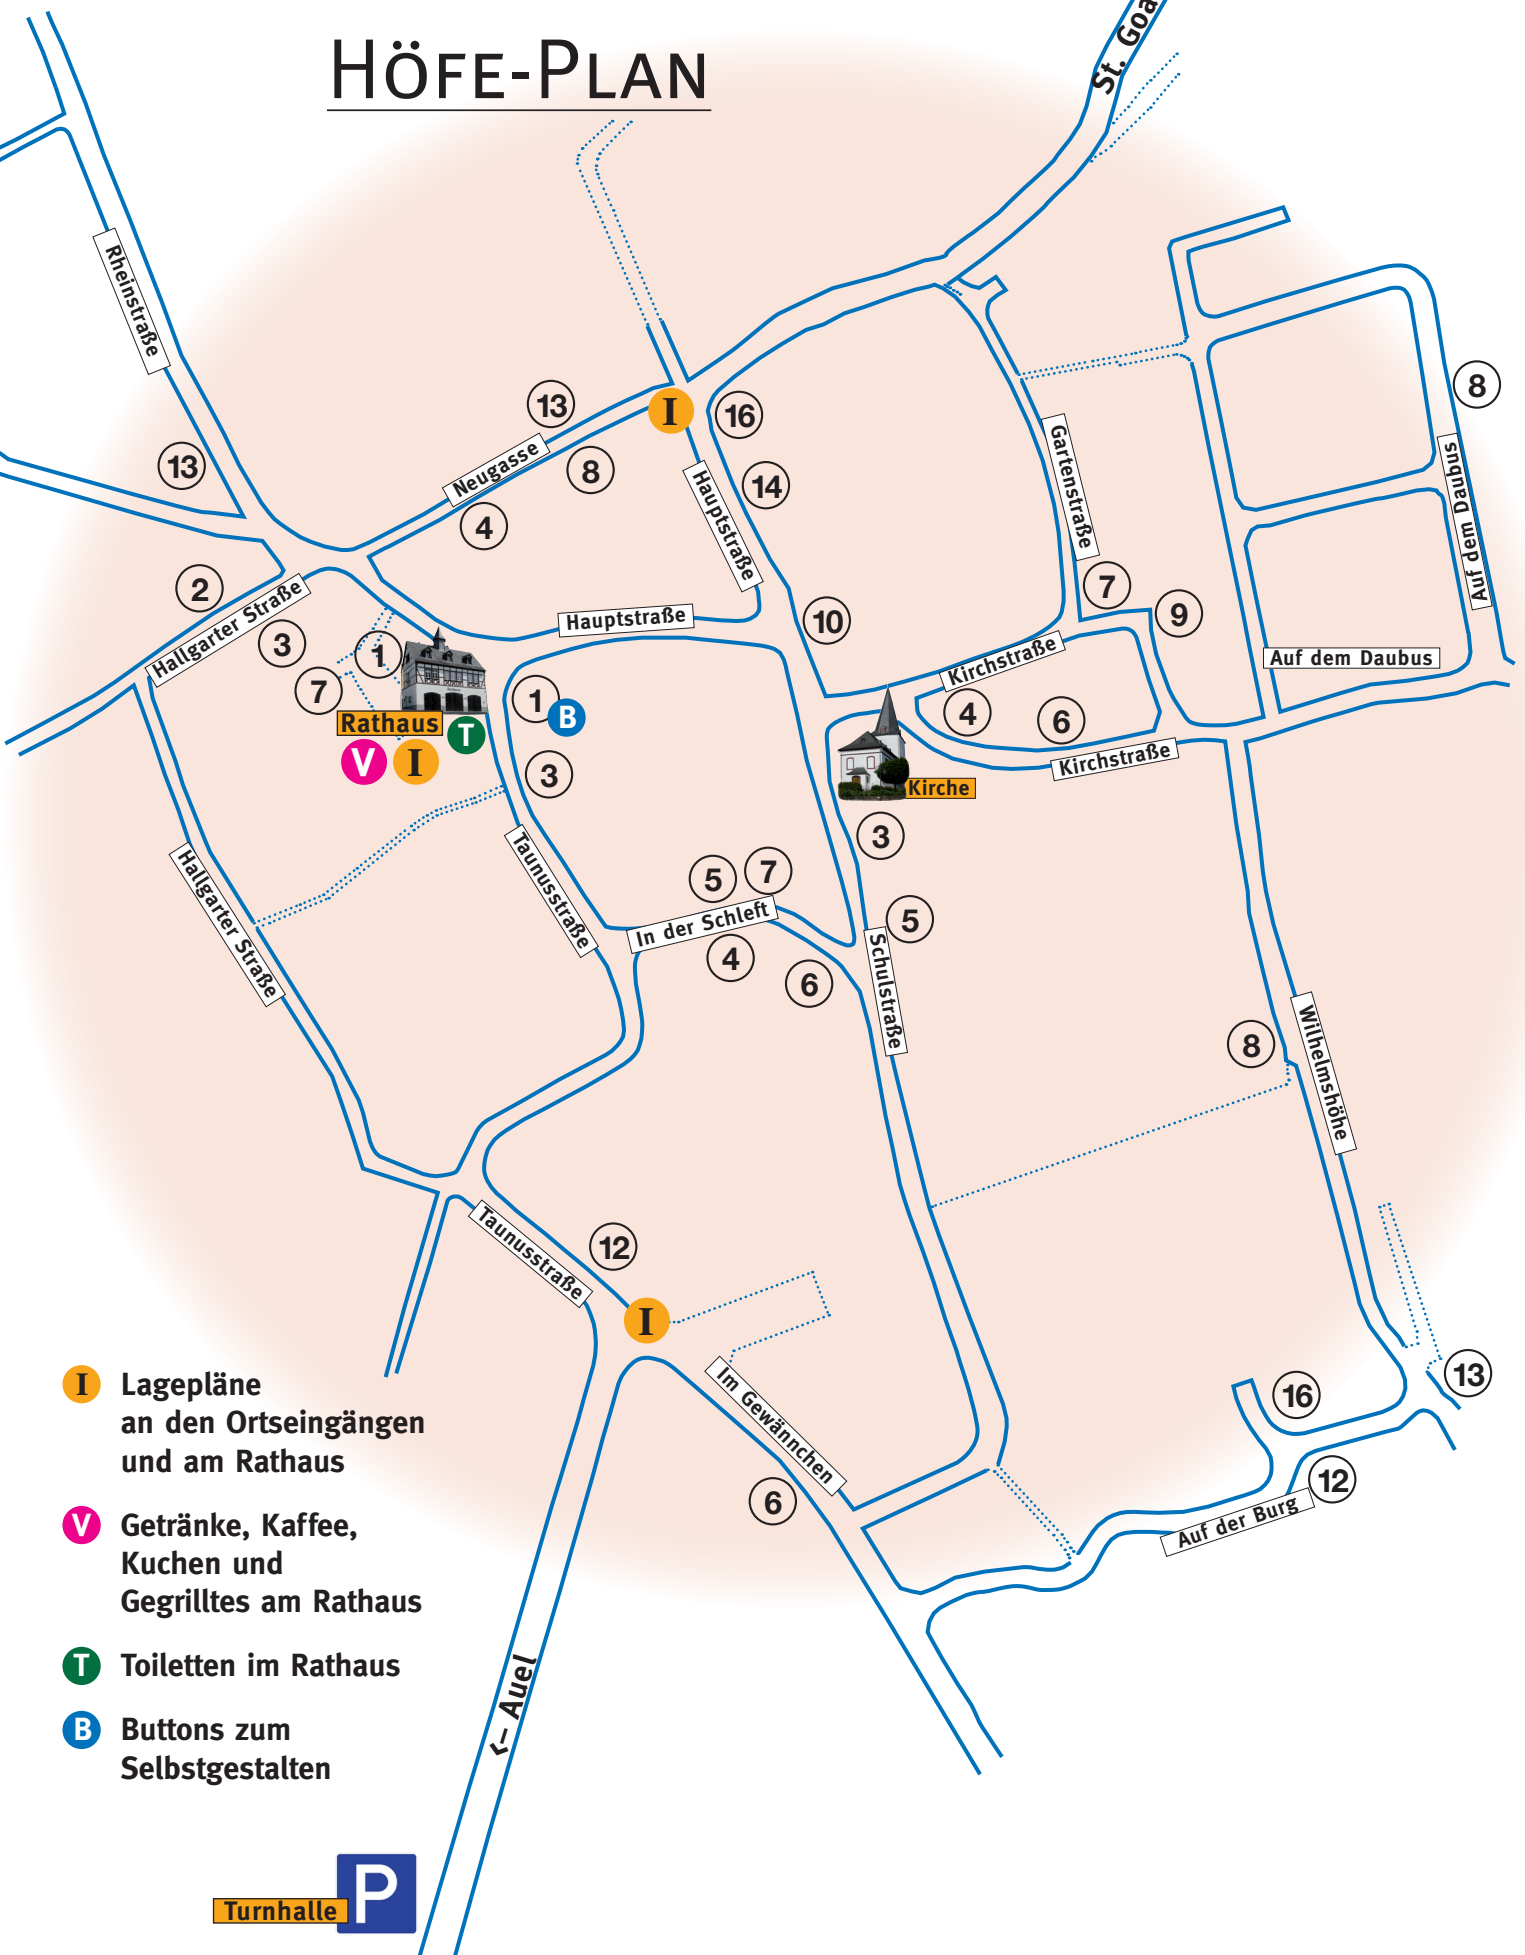 HÖFE-PLAN
St. Goa
Rheinstraße
8
13
I
16
13
Neugasse
8
4
Hauptstraße
14
Gartenstraße
Auf dem Daubus
2
Hallgarter Straße
3
1
7
Hauptstraße
10
7
9
Kirchstraße
Auf dem Daubus
Rathaus
T
V
I
1
B
3
4
6
Kirchstraße
Kirche
3
Hallgarter Straße
Taunusstraße
5
7
In der Schleft
4
6
5
Schulstraße
8
Wilhelmshöhe
Taunusstraße
12
I
Im Gewännchen
6
16
13
12
Auf der Burg
I Lagepläne
an den Ortseingängen
und am Rathaus
V Getränke, Kaffee,
Kuchen und
Gegrilltes am Rathaus
T Toiletten im Rathaus
B Buttons zum
Selbstgestalten
<– Auel
Turnhalle
P